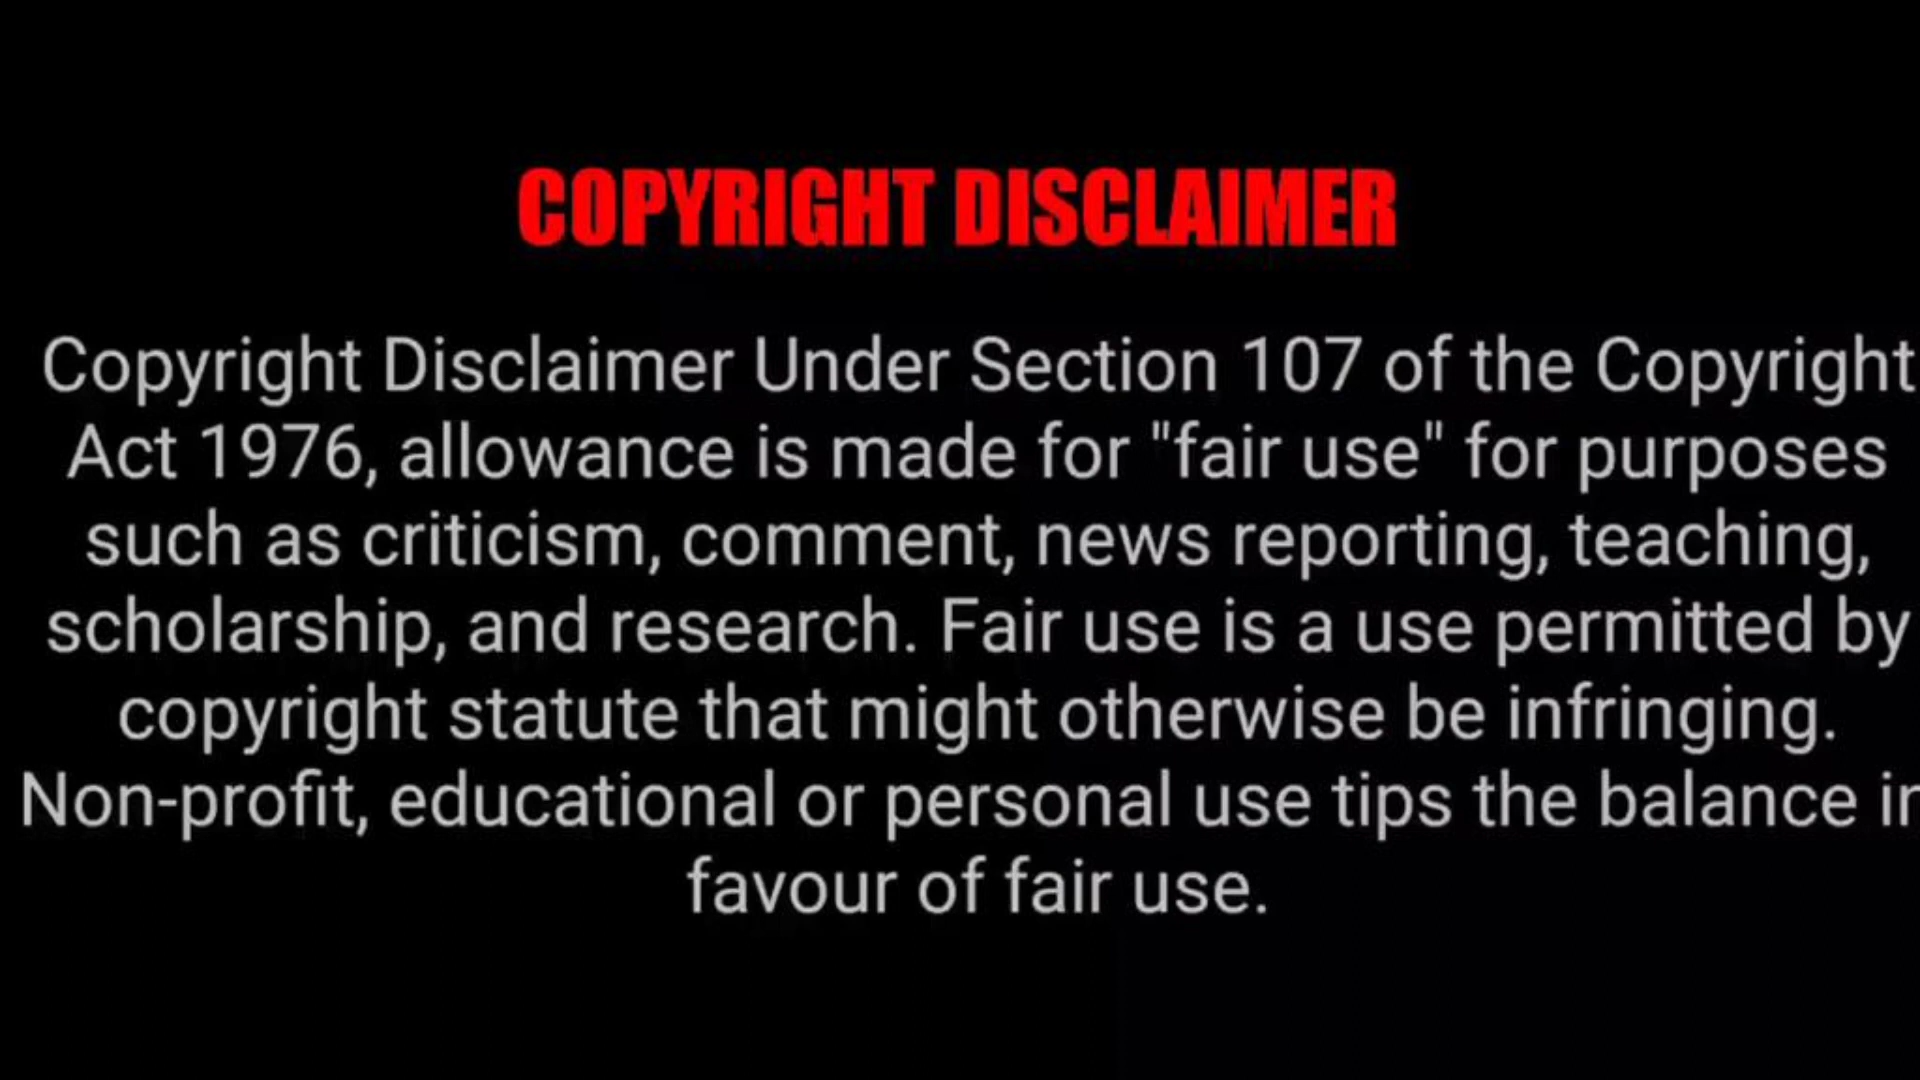 COPYRIGHT DISCLAIMER
Copyright Disclaimer Under Section 107 of the Copyright
Act 1976, allowance is made for "fair use" for purposes
such as criticism, comment, news reporting, teaching,
scholarship, and research. Fair use is a use permitted by
copyright statute that might otherwise be infringing.
Non-profit, educational or personal use tips the balance in
favour of fair use.